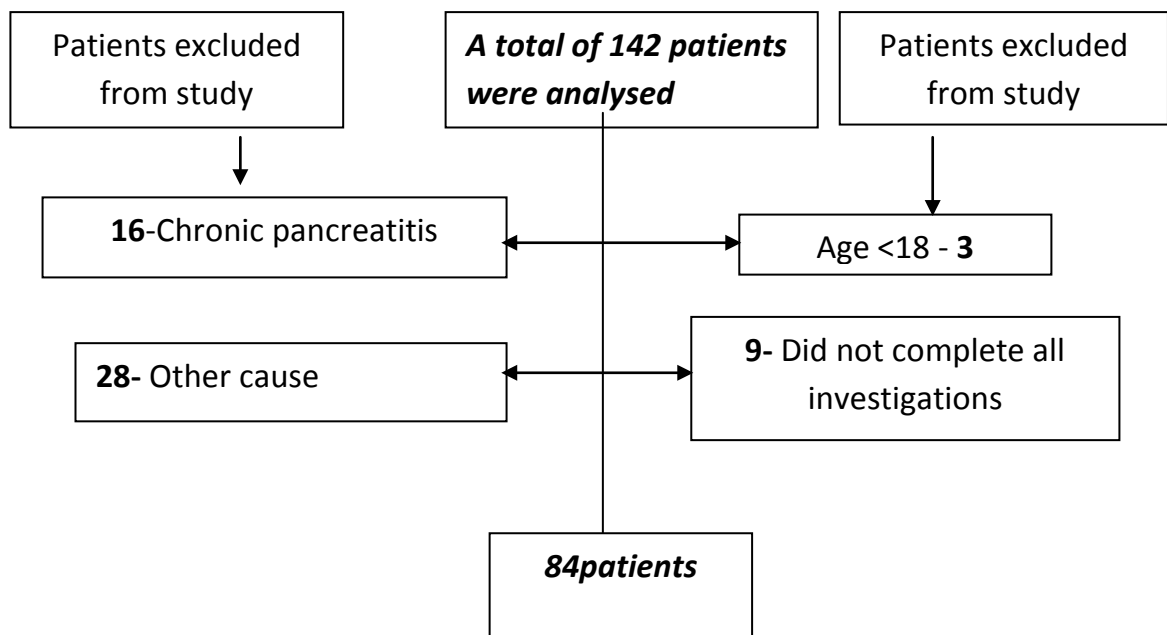 Patients excluded
from study
A total of 142 patients
were analysed
Patients excluded
from study
16-Chronic pancreatitis
Age <18 - 3
28- Other cause
9- Did not complete all
investigations
84patients